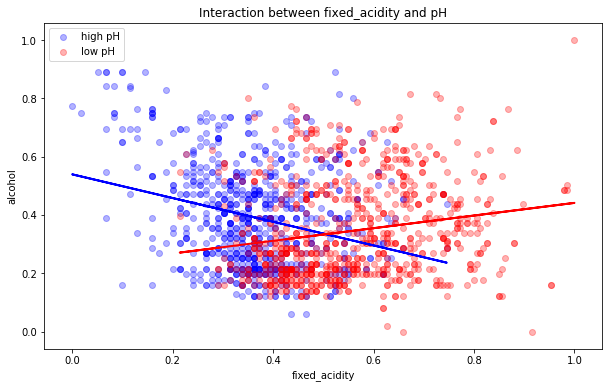 Interaction between fixed_acidity and pH
high pH
low pH
alcohol
1.0
0.8
0.6
0.4
0.2
0.0
0.0 0.2 0.4 0.6 0.8 1.0
fixed_acidity